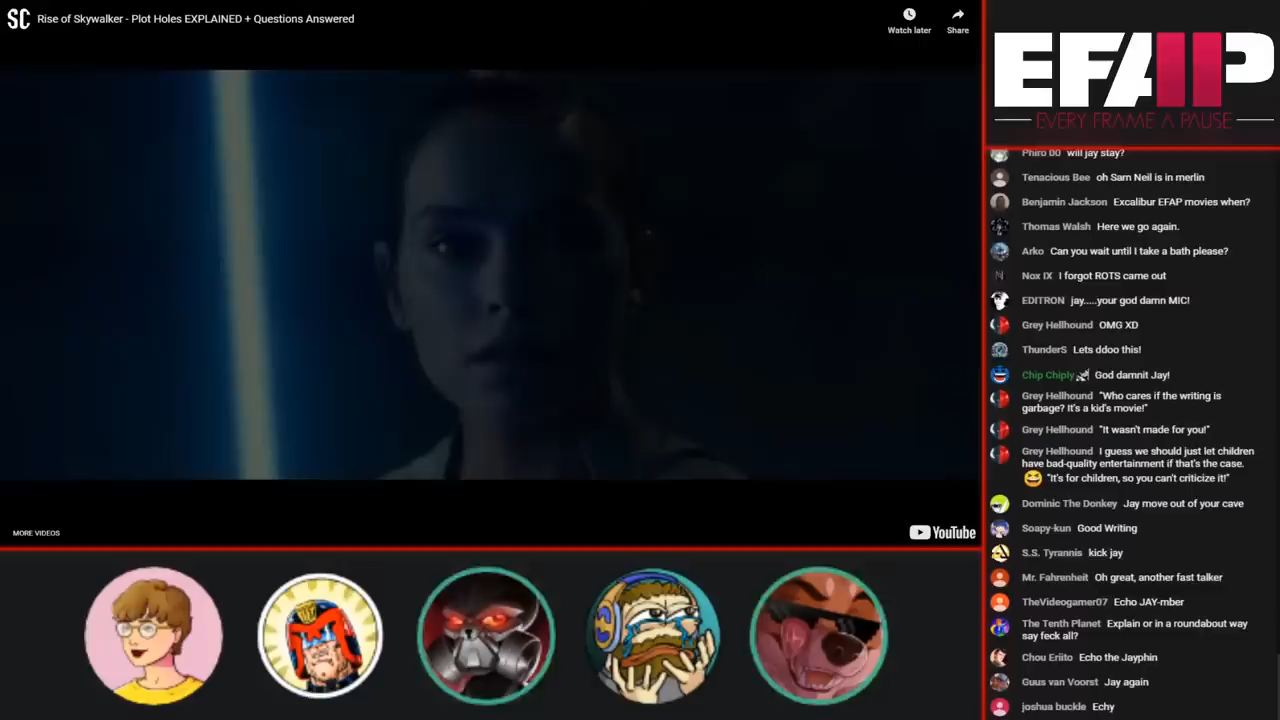 SC Rise of Skywalker - Plot Holes EXPLAINED + Questions Answered
Watch later
Share
MORE VIDEOS
YouTube
EFAP
EVERY FRAME A PAUSE
Phiro 00 will jay stay?
Tenacious Bee oh Sam Neil is in merlin
Benjamin Jackson Excalibur EFAP movies when?
Thomas Walsh Here we go again.
Arko Can you wait until I take a bath please?
Nox IX I forgot ROTS came out
EDITRON jay.....your god damn MIC!
Grey Hellhound OMG XD
ThunderS Lets ddoo this!
Chip Chiply God damnit Jay!
Grey Hellhound "Who cares if the writing is
garbage? It's a kid's movie!"
Grey Hellhound "It wasn't made for you!"
Grey Hellhound I guess we should just let children
have bad-quality entertainment if that's the case.
"It's for children, so you can't criticize it!"
Dominic The Donkey Jay move out of your cave
Soapy-kun Good Writing
S.S. Tyrannis kick jay
Mr. Fahrenheit Oh great, another fast talker
TheVideogamer07 Echo JAY-mber
The Tenth Planet Explain or in a roundabout way
say feck all?
Chou Eriito Echo the Jayphin
Guus van Voorst Jay again
joshua buckle Echy